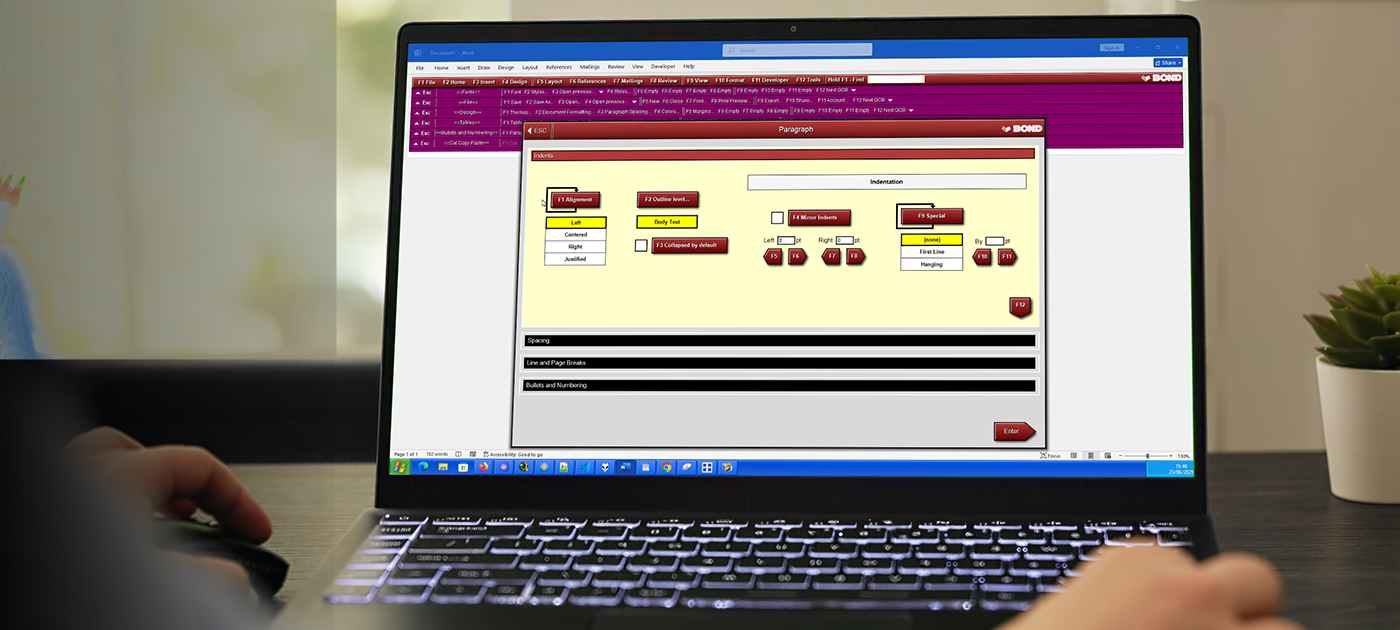 Document1 - Word
Search
Sign in
File Home Insert Draw Design Layout References Mailings Review View Developer Help
Share
F1 File F2 Home F3 Insert F4 Design F5 Layout F6 References F7 Mailings F8 Review F9 View F10 Format F11 Developer F12 Tools Hold F1 - Find
BOND
Esc <<Fonts>> F1 Font F2 Styles... F3 Open previous... F4 Show... F5 Empty F6 Empty F7 Empty F8 Empty F9 Empty F10 Empty F11 Empty F12 Next GCB
Esc <<File>> F1 Save F2 Save As... F3 Open... F4 Open previous... F5 New F6 Close F7 Print... F8 Print Preview... F9 Export... F10 Share... F11 Account F12 Next GCB
Esc <<Design>> F1 Themes... F2 Document Formatting... F3 Paragraph Spacing... F4 Colors... F5 Margins... F6 Empty F7 Empty F8 Empty F9 Empty F10 Empty F11 Empty F12 Next GCB
Esc <<Tables>> F1 Table
Esc <<Bullets and Numbering>> F1 Para
Esc <<Cut Copy Paste>>
ESC
Paragraph
BOND
Indents
Indentation
F1 Alignment
Left
Centered
Right
Justified
F2 Outline level...
Body Text
F3 Collapsed by default
F4 Mirror Indents
Left 0 pt Right 0 pt
F5 F6 F7 F8
F9 Special
(none)
First Line
Hanging
By pt
F10 F11
F12
Spacing
Line and Page Breaks
Bullets and Numbering
Enter
Page 1 of 1 192 words Accessibility: Good to go
Focus